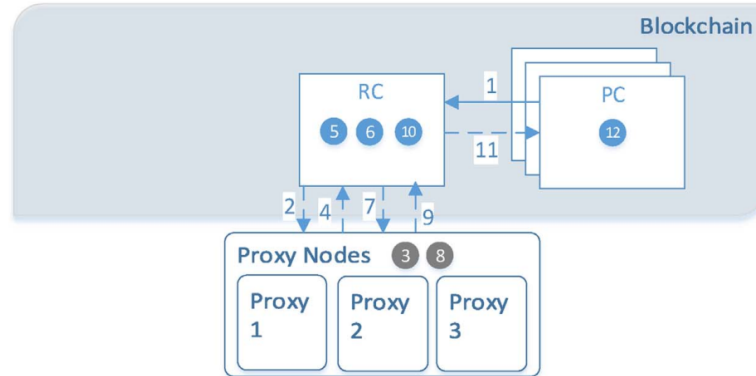 Blockchain
1
RC
PC
5 6 10
12
11
2 4 7 9
Proxy Nodes 3 8
Proxy Proxy Proxy
1 2 3